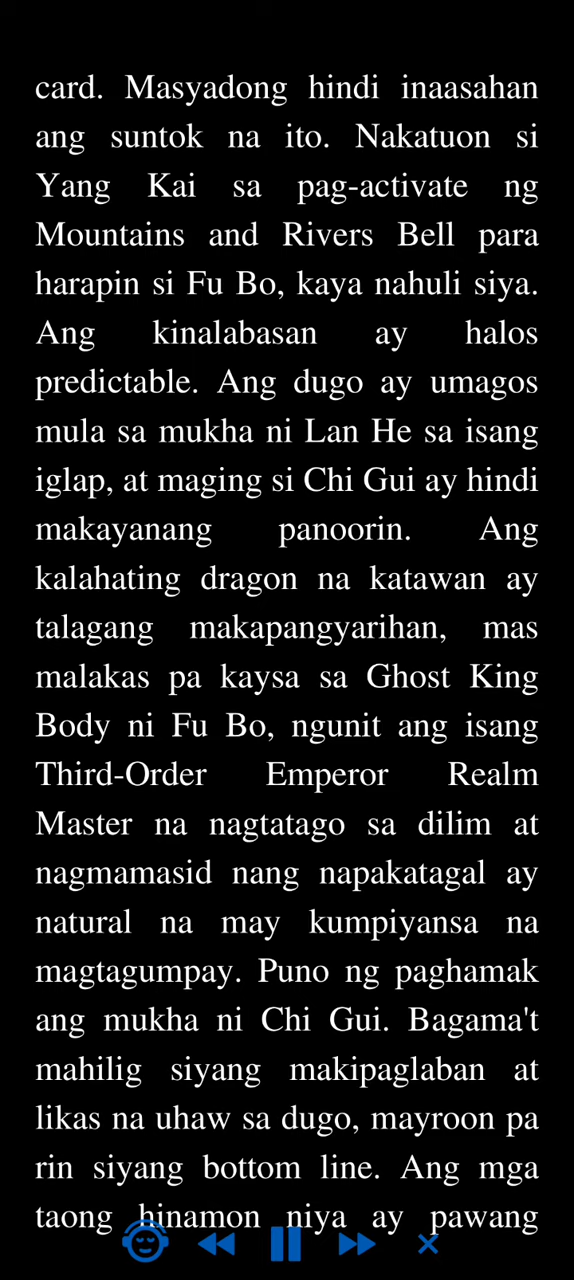 card. Masyadong hindi inaasahan
ang suntok na ito. Nakatuon si
Yang Kai sa pag-activate ng
Mountains and Rivers Bell para
harapin si Fu Bo, kaya nahuli siya.
Ang kinalabasan ay halos
predictable. Ang dugo ay umagos
mula sa mukha ni Lan He sa isang
iglap, at maging si Chi Gui ay hindi
makayanang panoorin. Ang
kalahating dragon na katawan ay
talagang makapangyarihan, mas
malakas pa kaysa sa Ghost King
Body ni Fu Bo, ngunit ang isang
Third-Order Emperor Realm
Master na nagtatago sa dilim at
nagmamasid nang napakatagal ay
natural na may kumpiyansa na
magtagumpay. Puno ng paghamak
ang mukha ni Chi Gui. Bagama't
mahilig siyang makipaglaban at
likas na uhaw sa dugo, mayroon pa
rin siyang bottom line. Ang mga
taong hinamon niya ay pawang